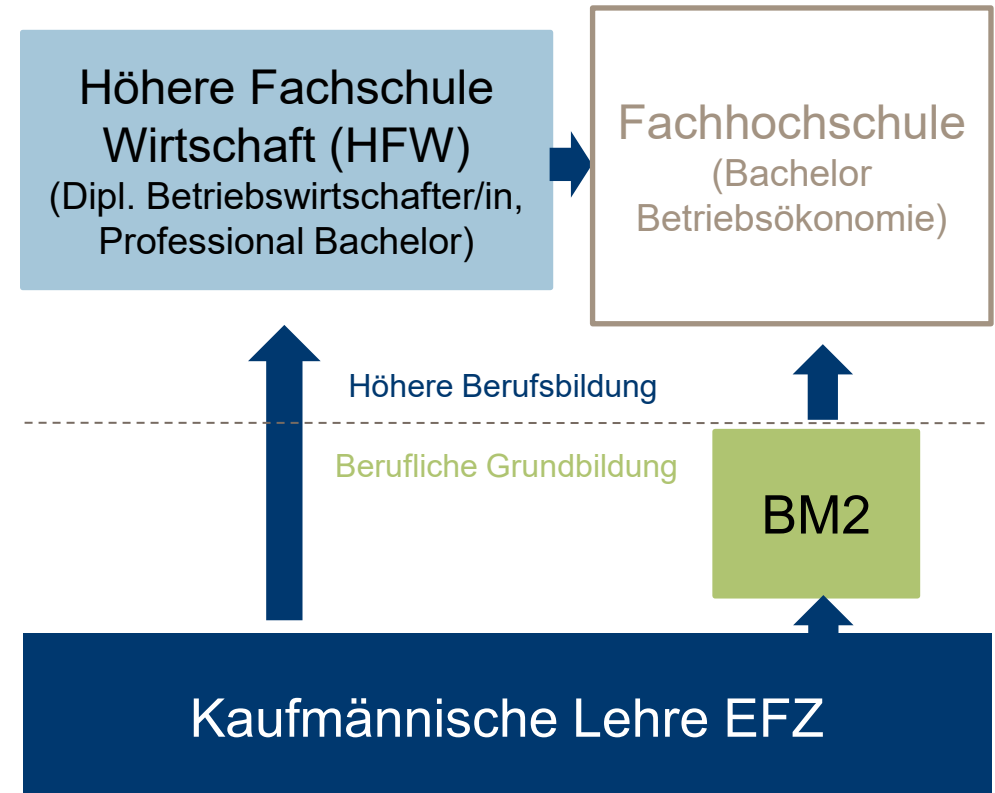 Höhere Fachschule
Wirtschaft (HFW)
(Dipl. Betriebswirtschafter/in,
Professional Bachelor)
Fachhochschule
(Bachelor
Betriebsökonomie)
Höhere Berufsbildung
Berufliche Grundbildung
BM2
Kaufmännische Lehre EFZ